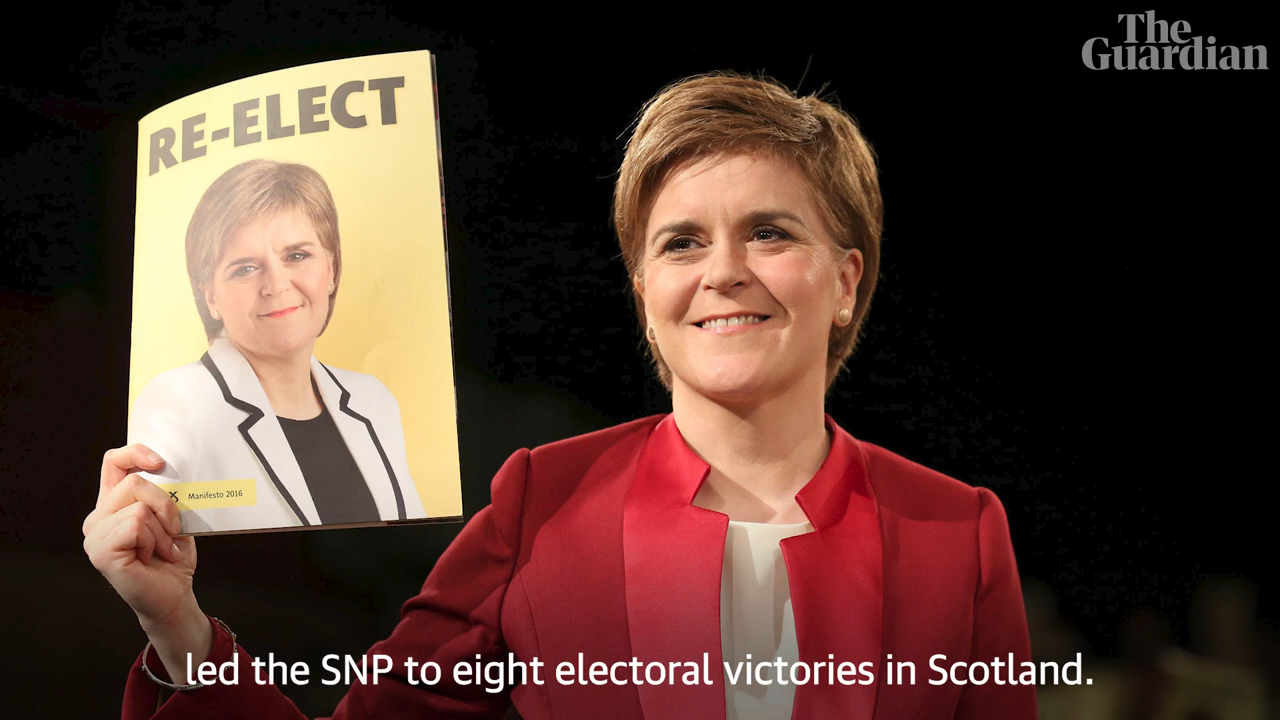 The
Guardian
RE-ELECT
Manifesto 2016
led the SNP to eight electoral victories in Scotland.